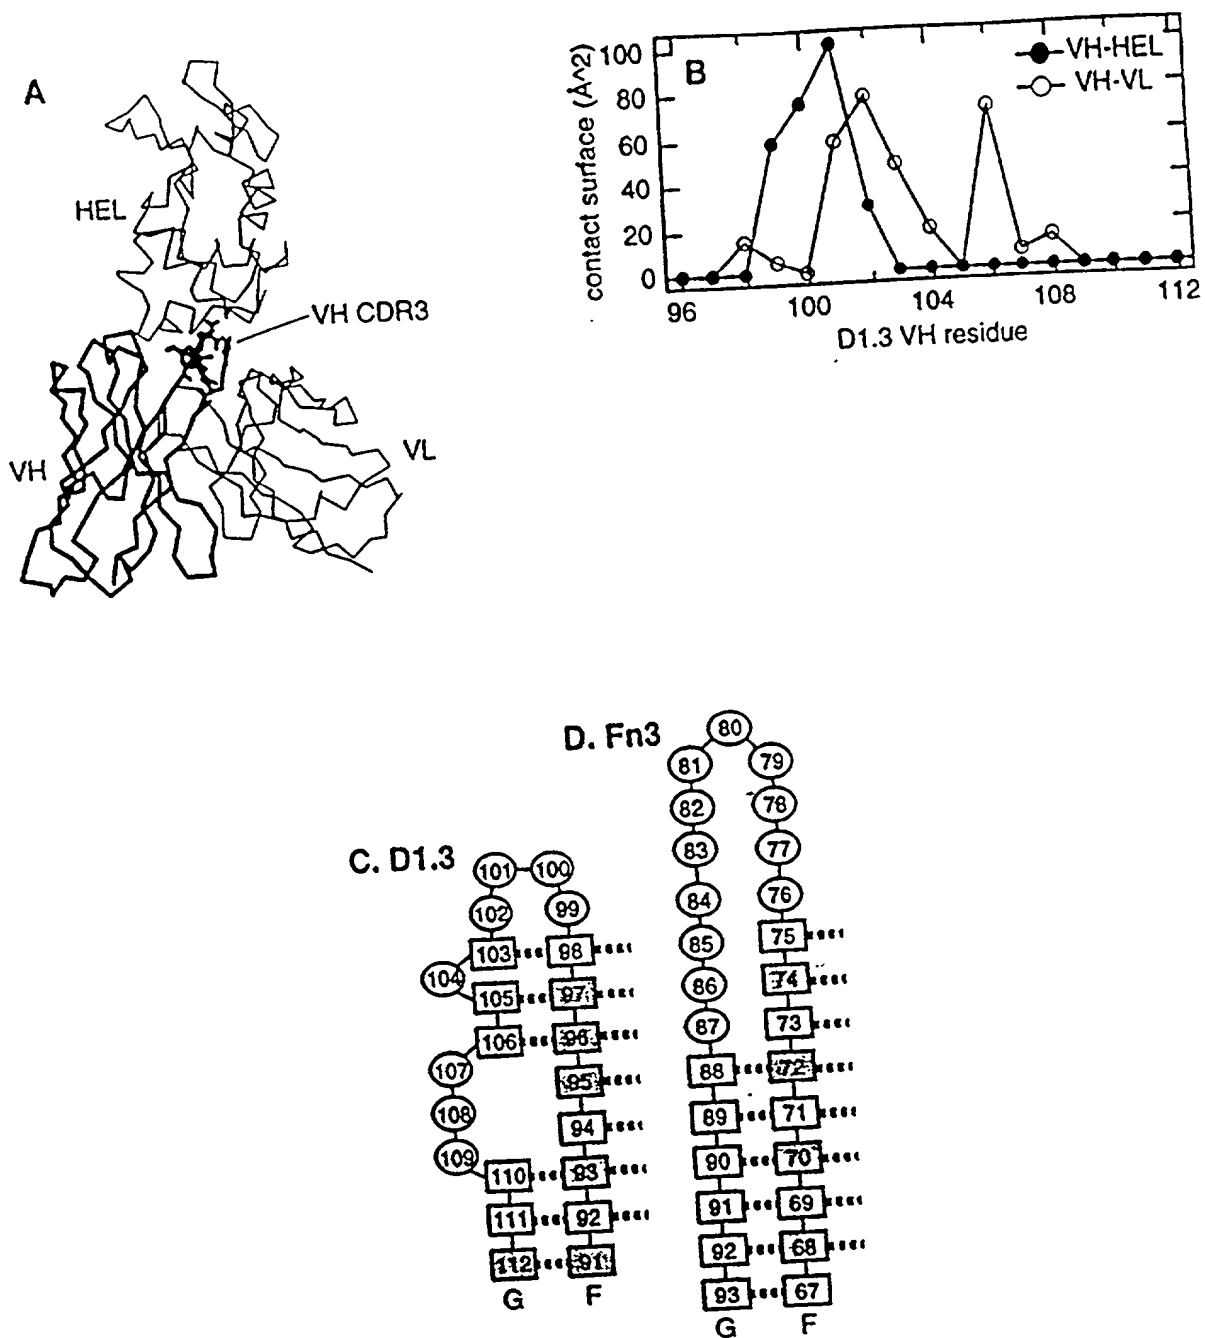 A
HEL
VH CDR3
VH
VL
B
VH-HEL
VH-VL
contact surface (Å^2)
100
80
60
40
20
0
96 100 104 108 112
D1.3 VH residue
C. D1.3
101 100
102 99
103 98
104
105 97
106 96
107 95
108 94
109
110 93
111 92
112 91
G F
D. Fn3
80
81 79
82 78
83 77
84 76
85 75
86 74
87 73
88 72
89 71
90 70
91 69
92 68
93 67
G F